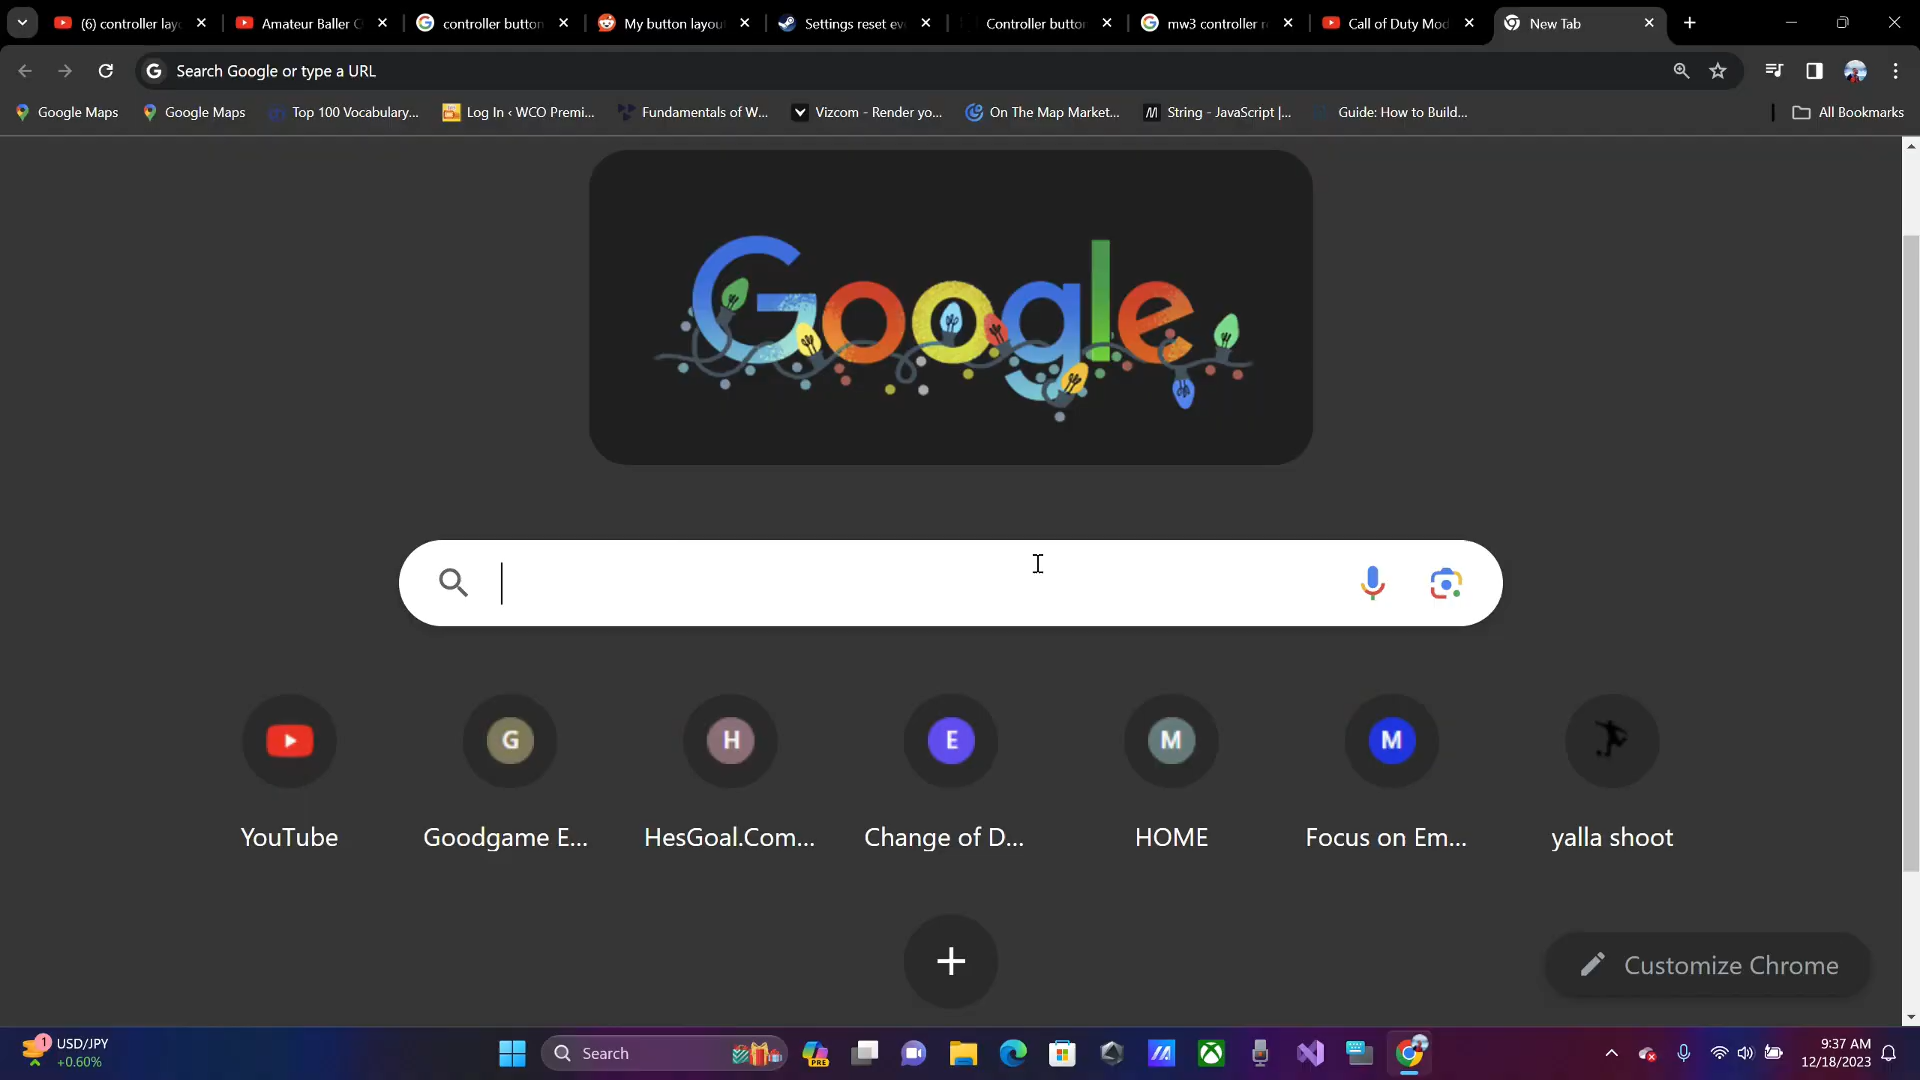 (6) controller lay
Amateur Baller C
controller button
My button layou
Settings reset ev
Controller button
mw3 controller r
Call of Duty Mod
New Tab
Search Google or type a URL
Google Maps
Google Maps
Top 100 Vocabulary...
Log In ‹ WCO Premi...
Fundamentals of W...
Vizcom - Render yo...
On The Map Market...
String - JavaScript |...
Guide: How to Build...
All Bookmarks
Google
YouTube
G
Goodgame E...
H
HesGoal.Com...
E
Change of D...
M
HOME
M
Focus on Em...
yalla shoot
Customize Chrome
1
USD/JPY
+0.60%
Search
PRE
9:37 AM
12/18/2023